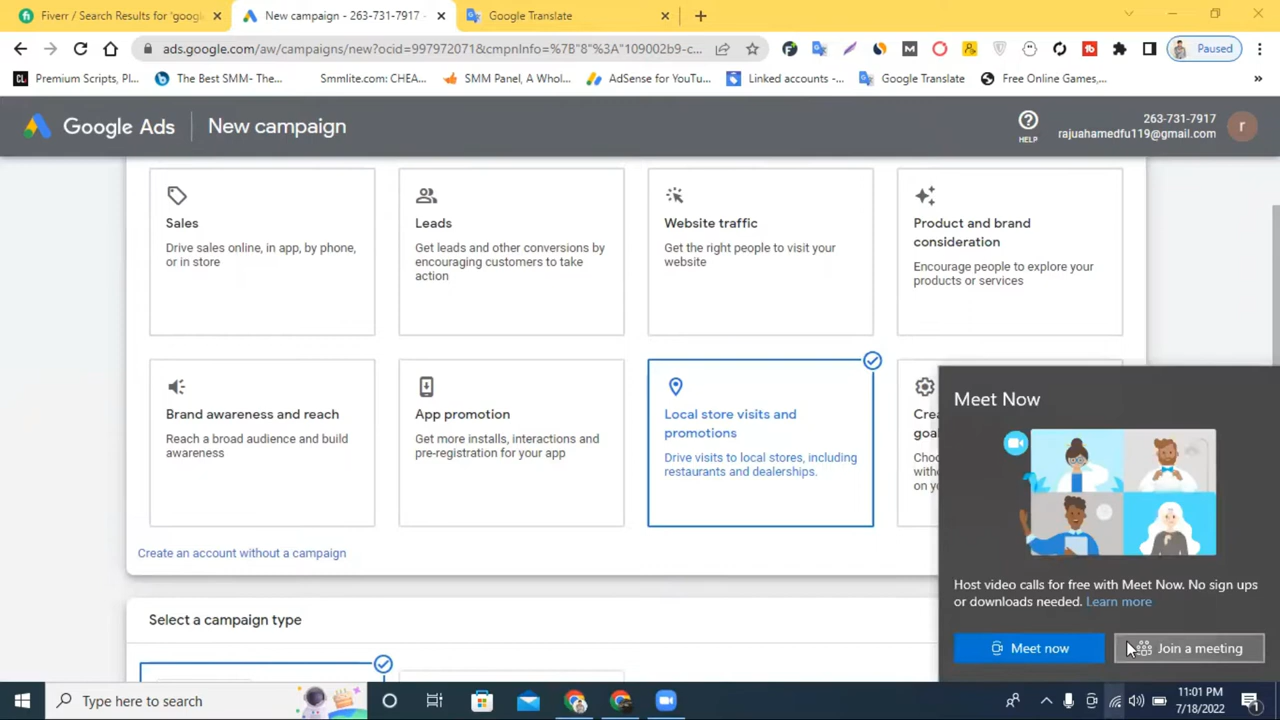 Fiverr / Search Results for 'googl
New campaign - 263-731-7917 -
Google Translate
ads.google.com/aw/campaigns/new?ocid=997972071&cmpnInfo=%7B"8"%3A"109002b9-c...
Paused
Premium Scripts, Pl...
The Best SMM- The...
Smmlite.com: CHEA...
SMM Panel, A Whol...
AdSense for YouTu...
Linked accounts -...
Google Translate
Free Online Games,...
»
Google Ads
New campaign
HELP
263-731-7917
rajuahamedfu119@gmail.com
r
Sales
Drive sales online, in app, by phone,
or in store
Leads
Get leads and other conversions by
encouraging customers to take
action
Website traffic
Get the right people to visit your
website
Product and brand
consideration
Encourage people to explore your
products or services
Brand awareness and reach
Reach a broad audience and build
awareness
App promotion
Get more installs, interactions and
pre-registration for your app
Local store visits and
promotions
Drive visits to local stores, including
restaurants and dealerships.
Crea
goal
Choo
witho
on y
Create an account without a campaign
Select a campaign type
Meet Now
Host video calls for free with Meet Now. No sign ups
or downloads needed. Learn more
Meet now
Join a meeting
Type here to search
11:01 PM
7/18/2022
1